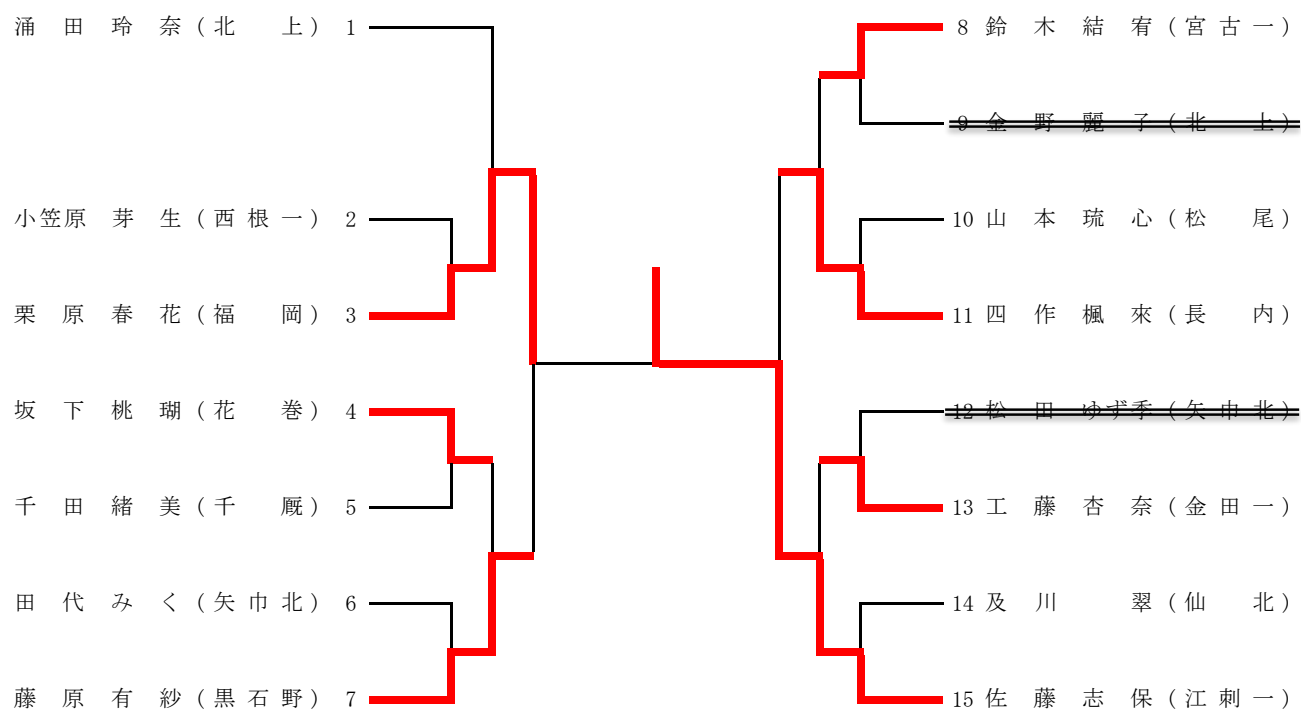 涌田玲奈(北上) 1
小笠原芽生(西根一) 2
栗原春花(福岡) 3
坂下桃瑚(花巻) 4
千田緒美(千厩) 5
田代みく(矢巾北) 6
藤原有紗(黒石野) 7
8 鈴木結宥(宮古一)
9 金野麗子(北上)
10 山本琉心(松尾)
11 四作楓來(長内)
12 松田ゆず季(矢巾北)
13 工藤杏奈(金田一)
14 及川翠(仙北)
15 佐藤志保(江刺一)